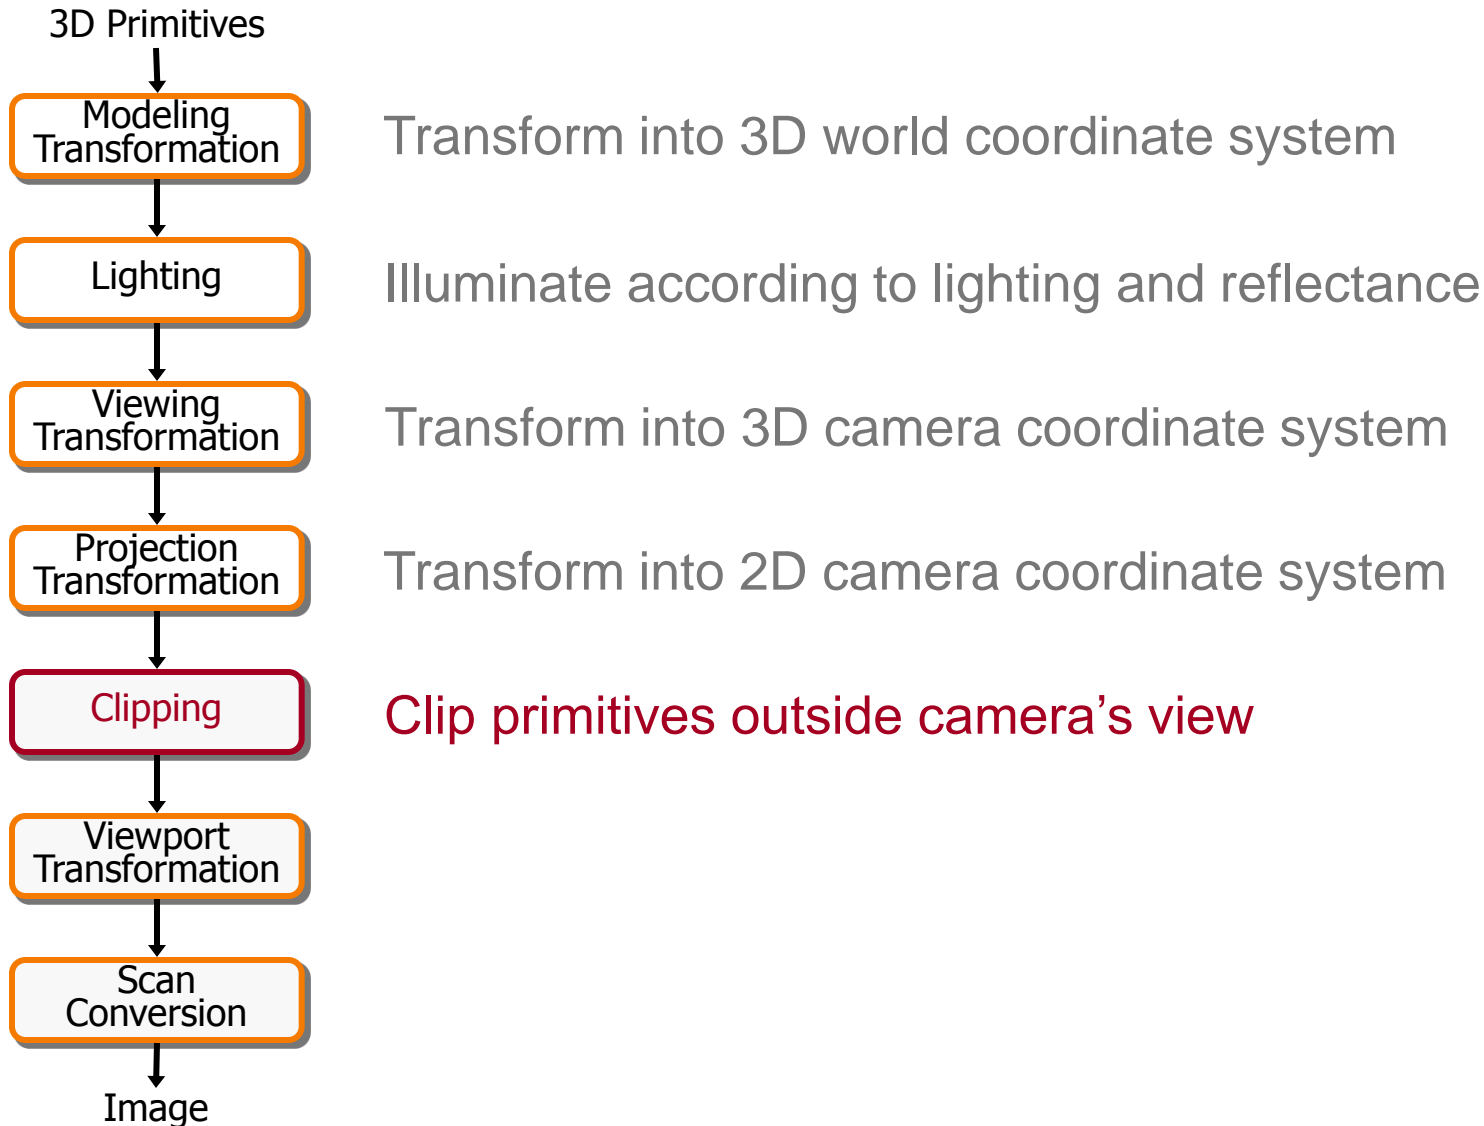 3D Primitives
Modeling
Transformation
Transform into 3D world coordinate system
Lighting
Illuminate according to lighting and reflectance
Viewing
Transformation
Transform into 3D camera coordinate system
Projection
Transformation
Transform into 2D camera coordinate system
Clipping
Clip primitives outside camera’s view
Viewport
Transformation
Scan
Conversion
Image